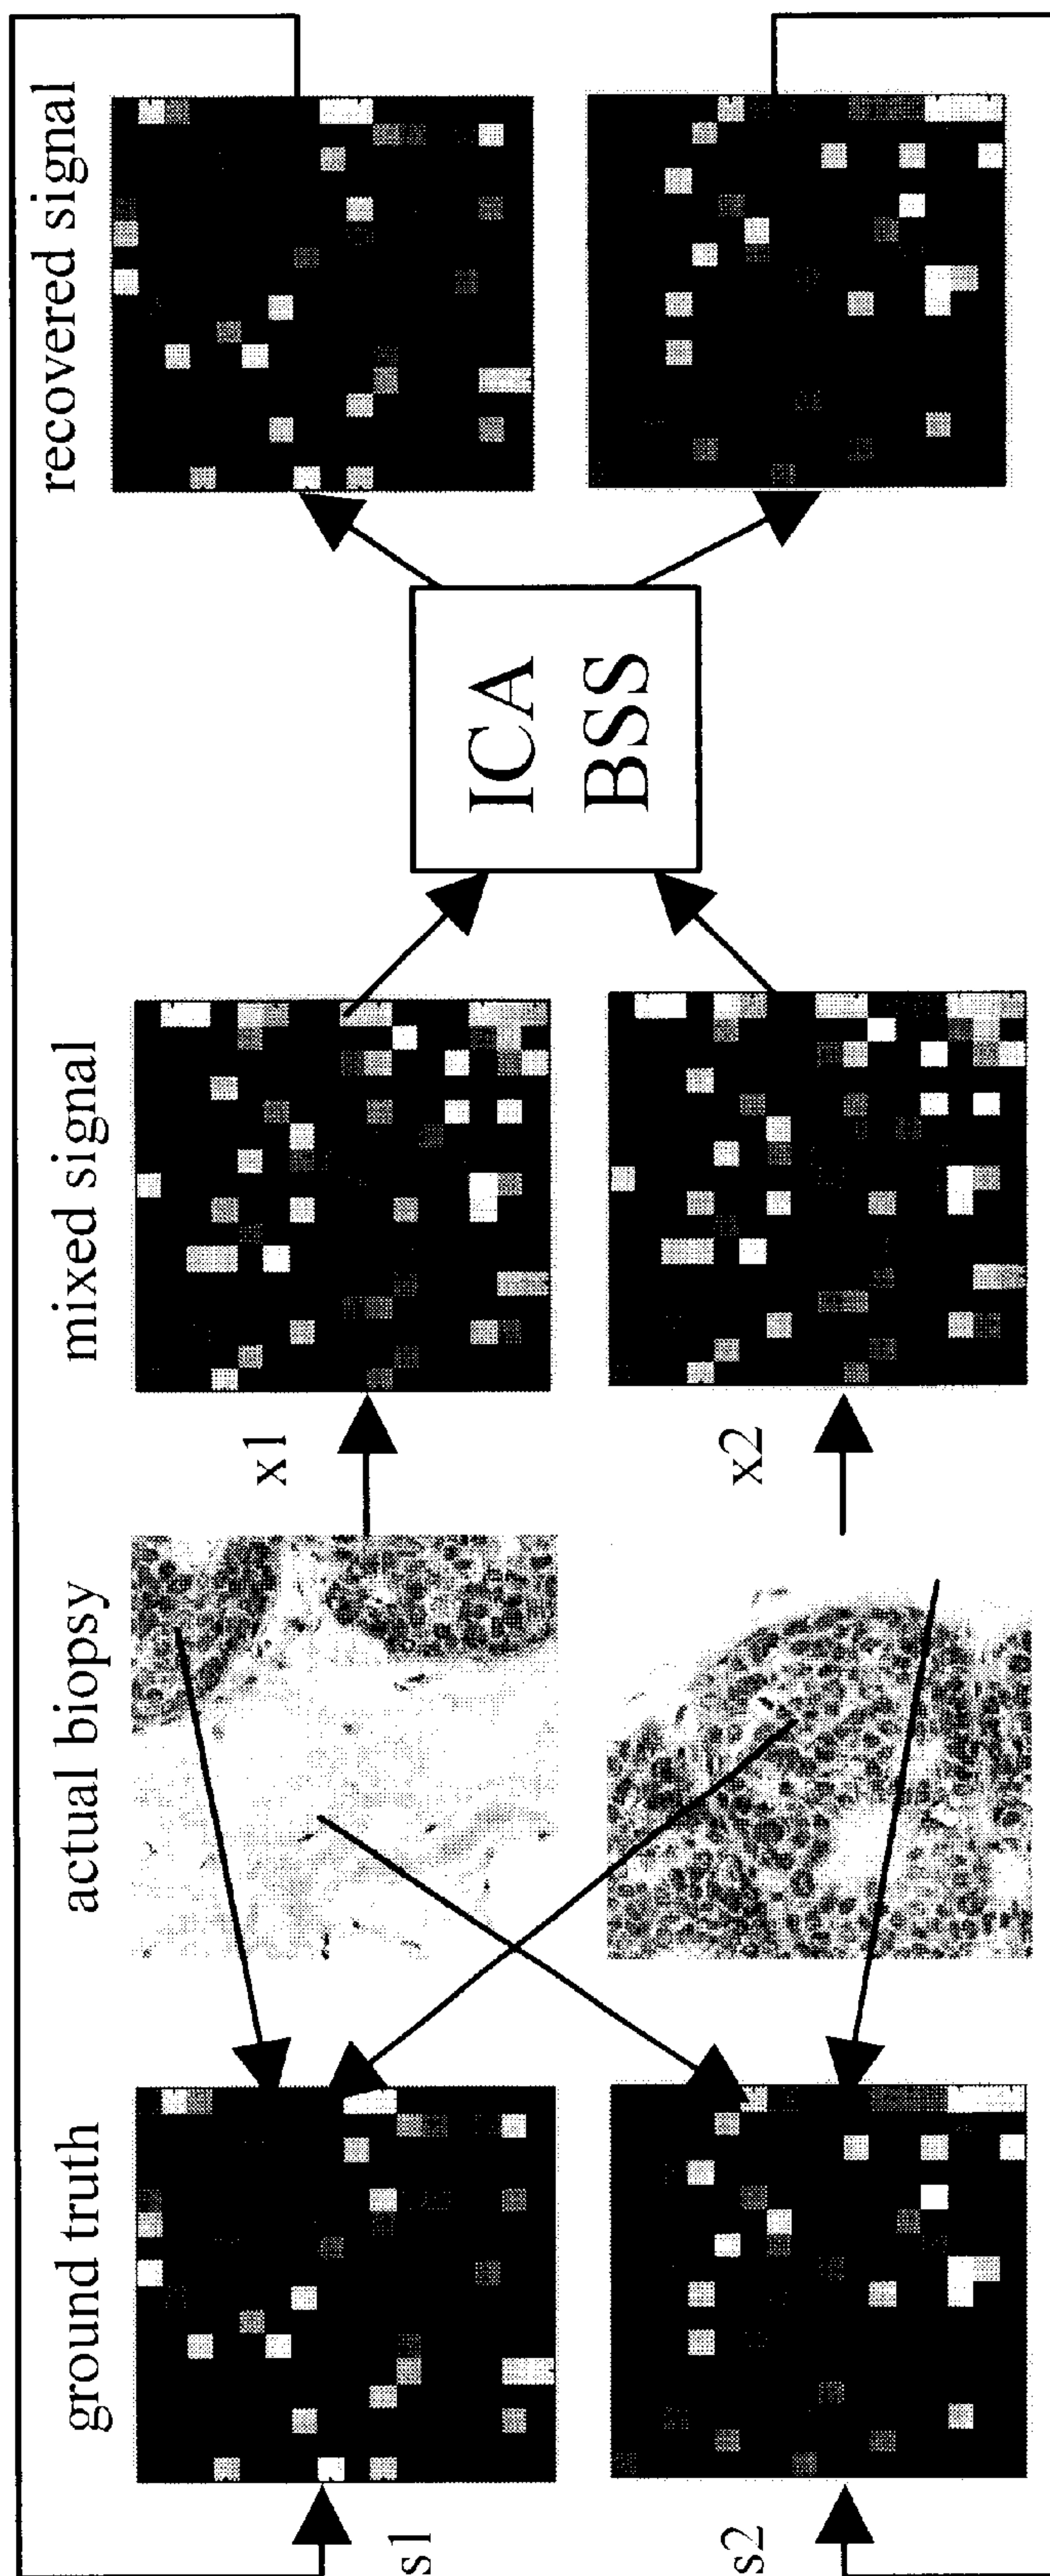 ground truth
actual biopsy
mixed signal
recovered signal
s1
x1
s2
x2
ICA
BSS